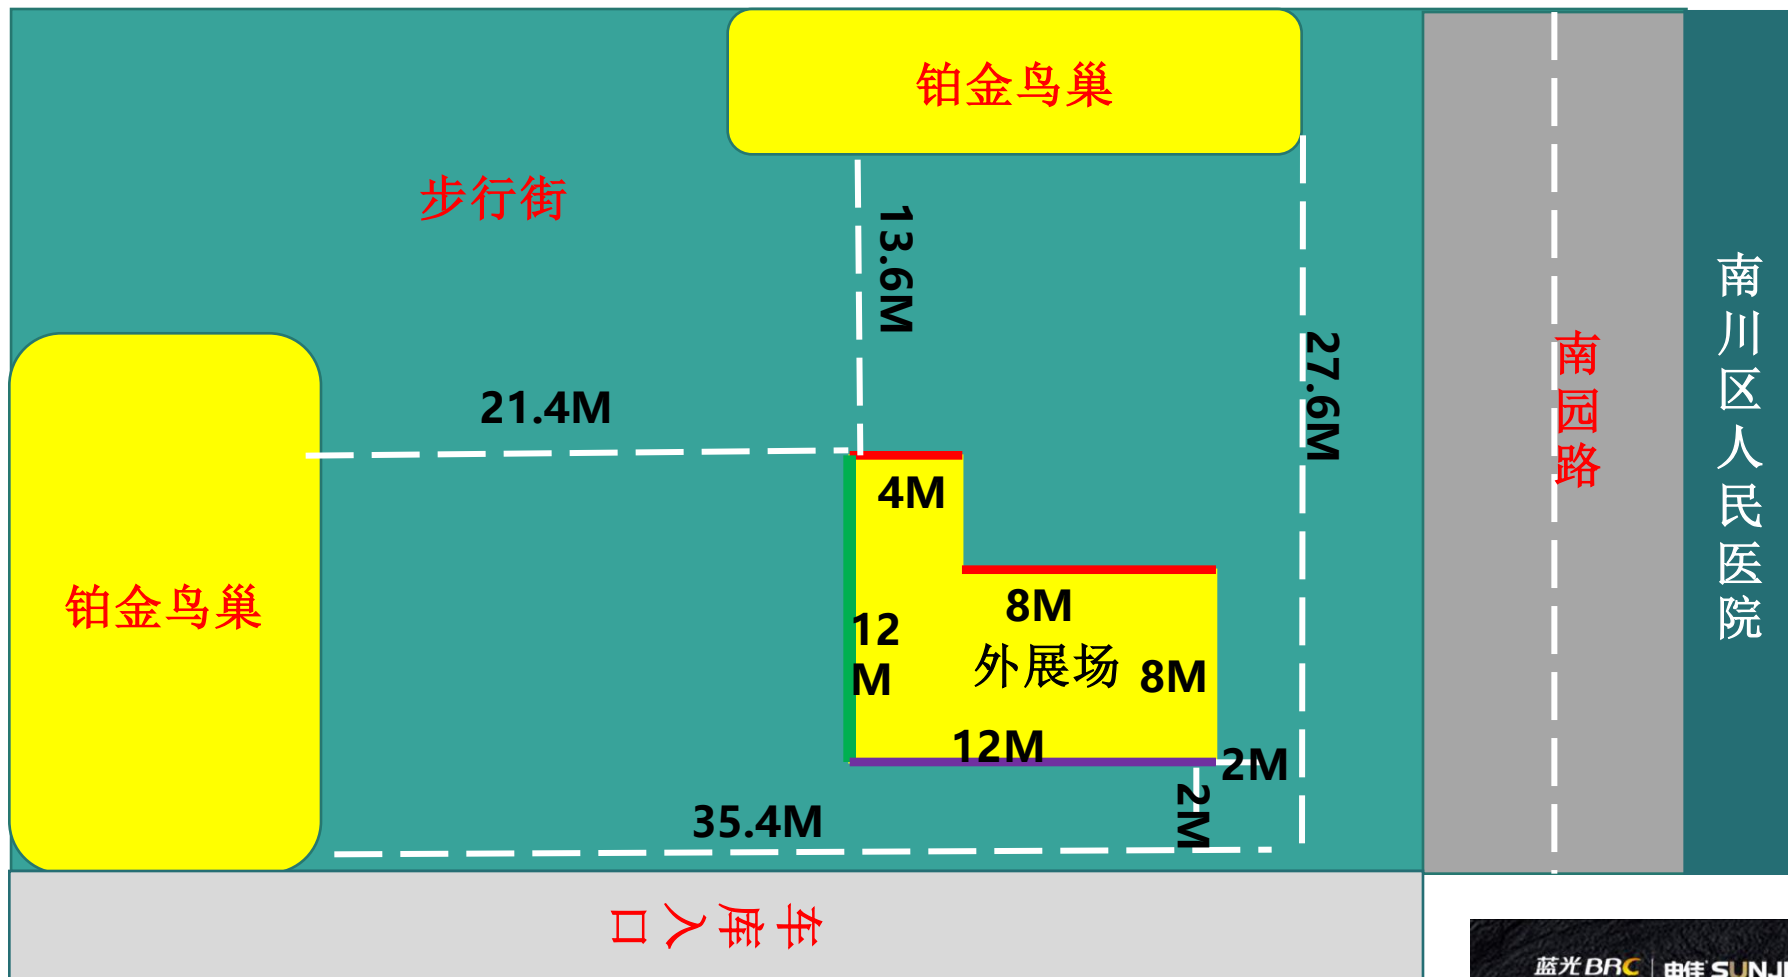 铂金鸟巢
步行街
13.6M
27.6M
21.4M
4M
铂金鸟巢
8M
12
M
外展场
8M
12M
2M
2M
35.4M
南园路
南川区人民医院
车库入口
蓝光BRC
SUNJI